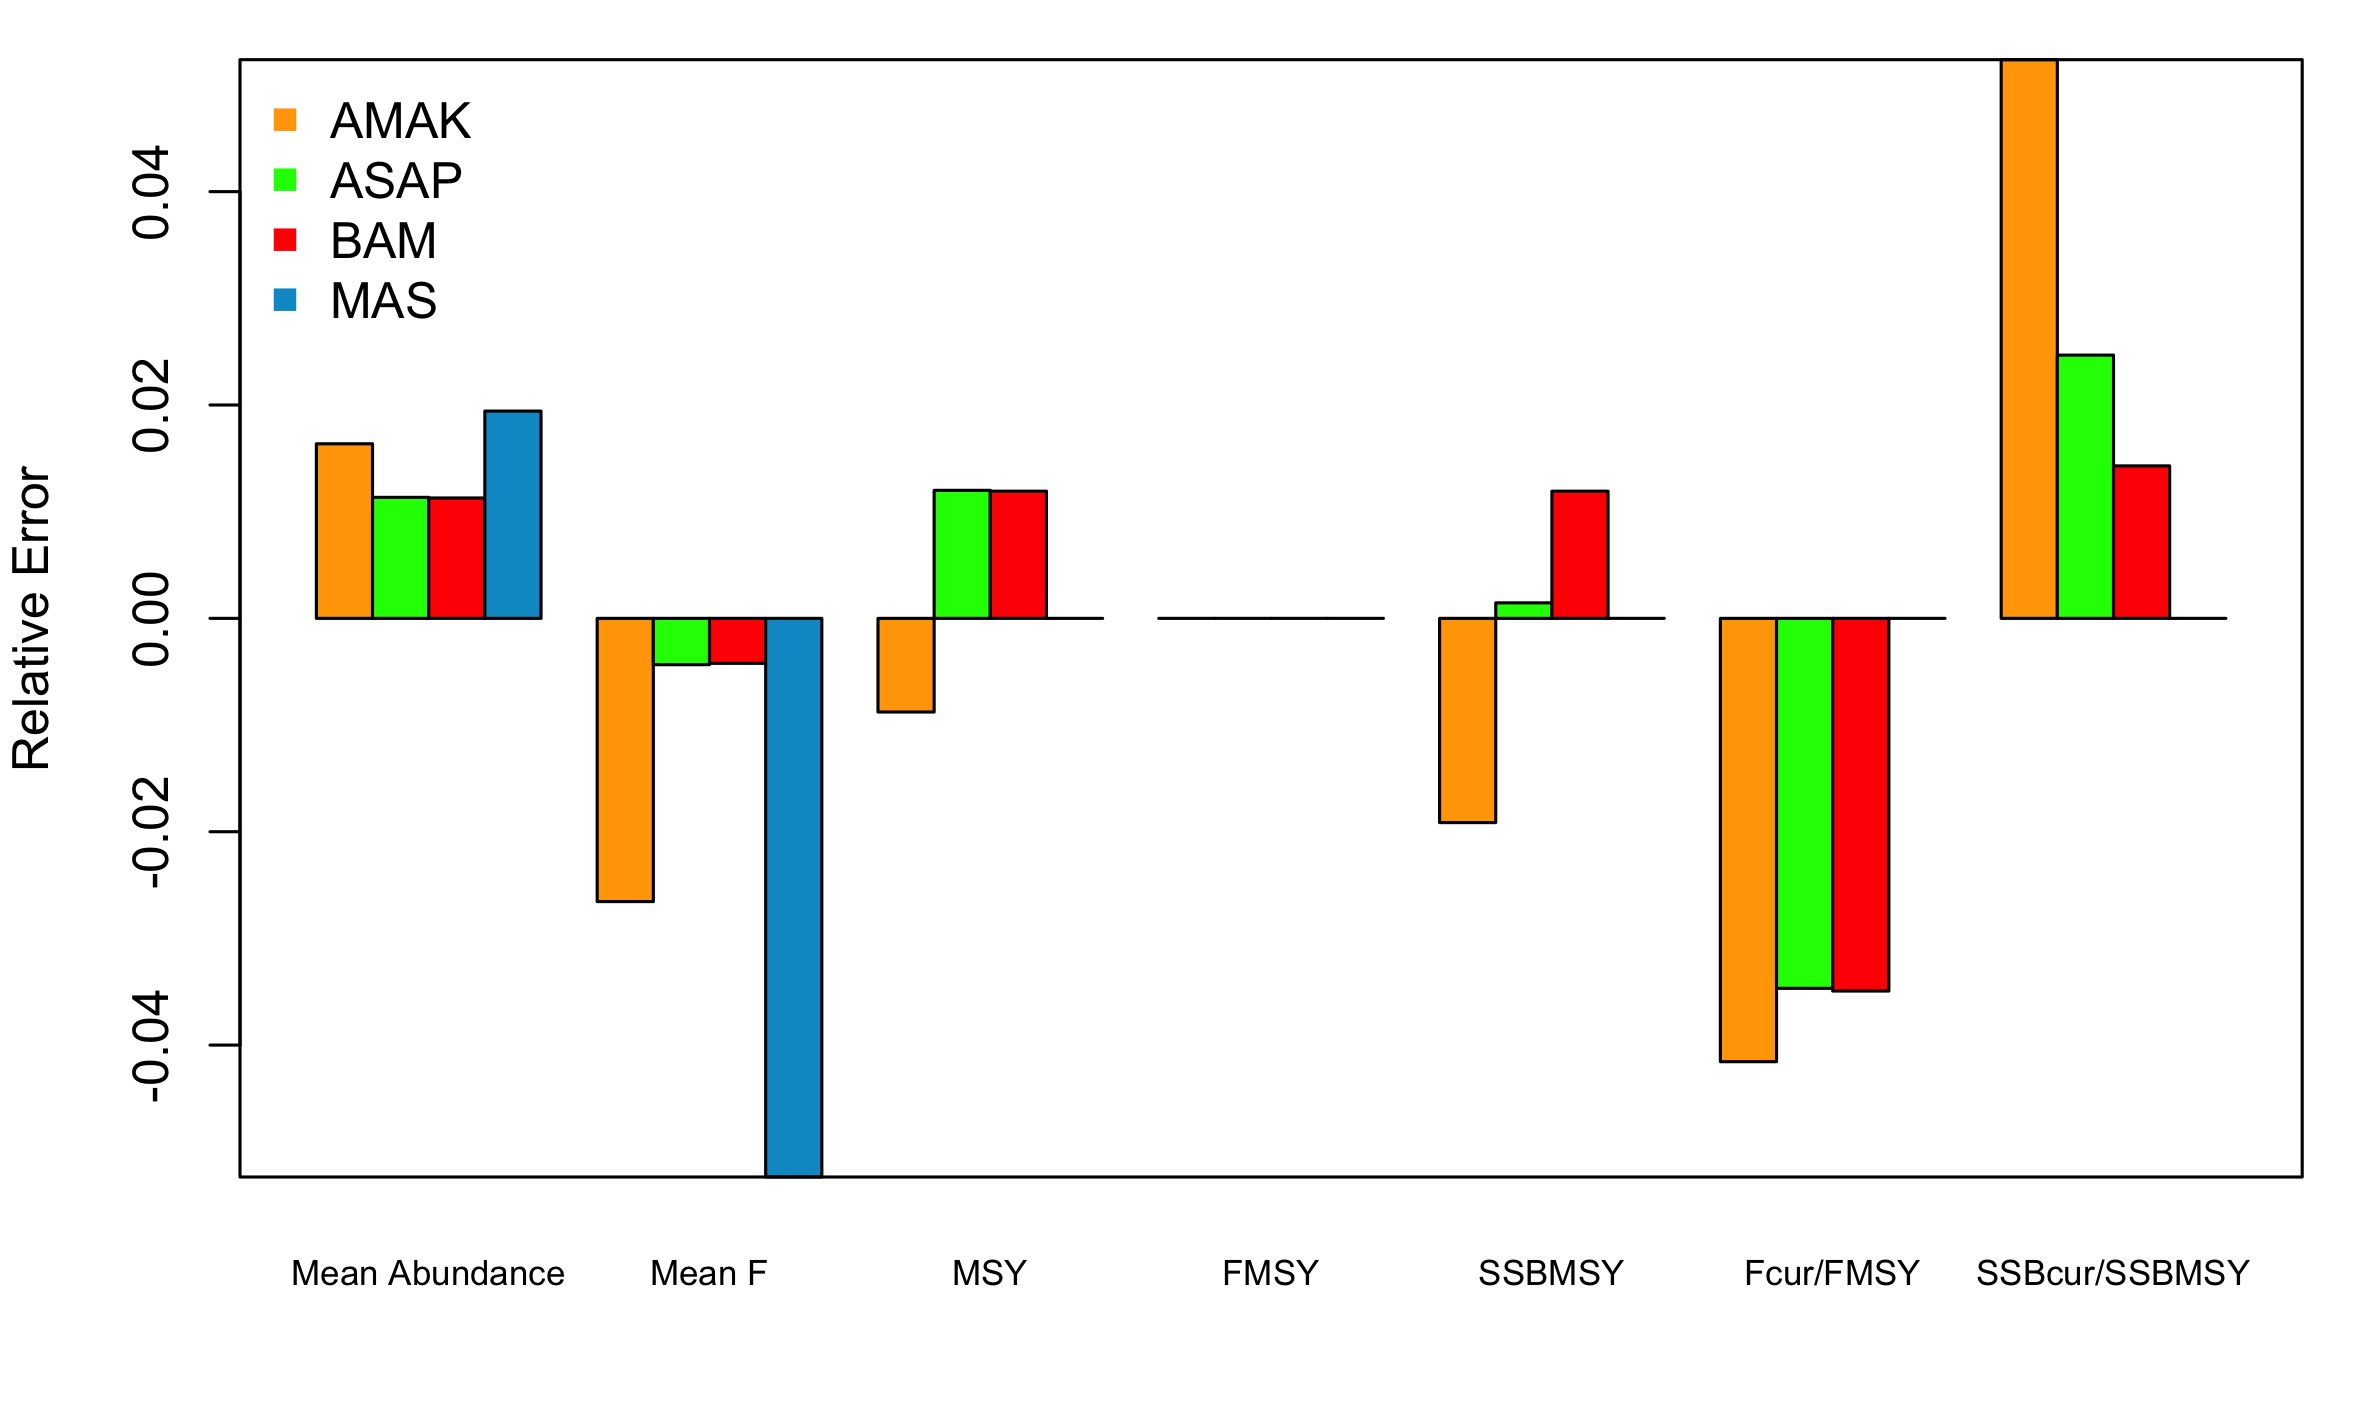 AMAK
ASAP
BAM
MAS
Relative Error
0.04
0.02
0.00
-0.02
-0.04
Mean Abundance
Mean F
MSY
FMSY
SSBMSY
Fcur/FMSY
SSBcur/SSBMSY